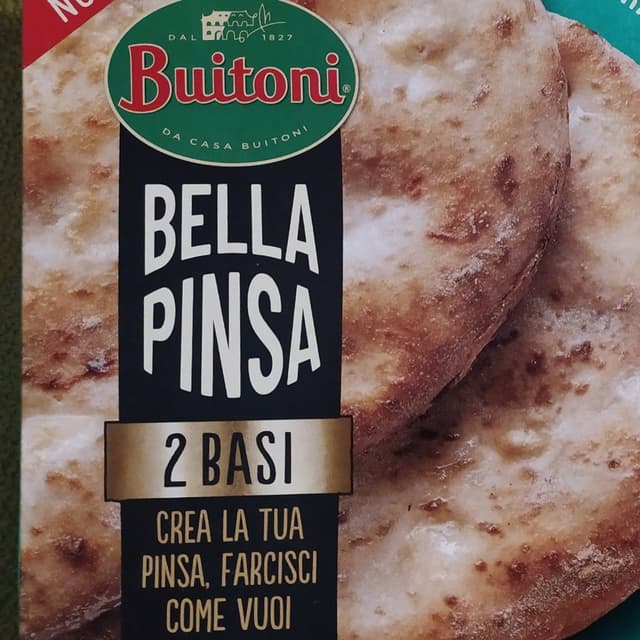 DAL 1827
Buitoni®
DA CASA BUITONI
BELLA
PINSA
2 BASI
CREA LA TUA
PINSA, FARCISCI
COME VUOI